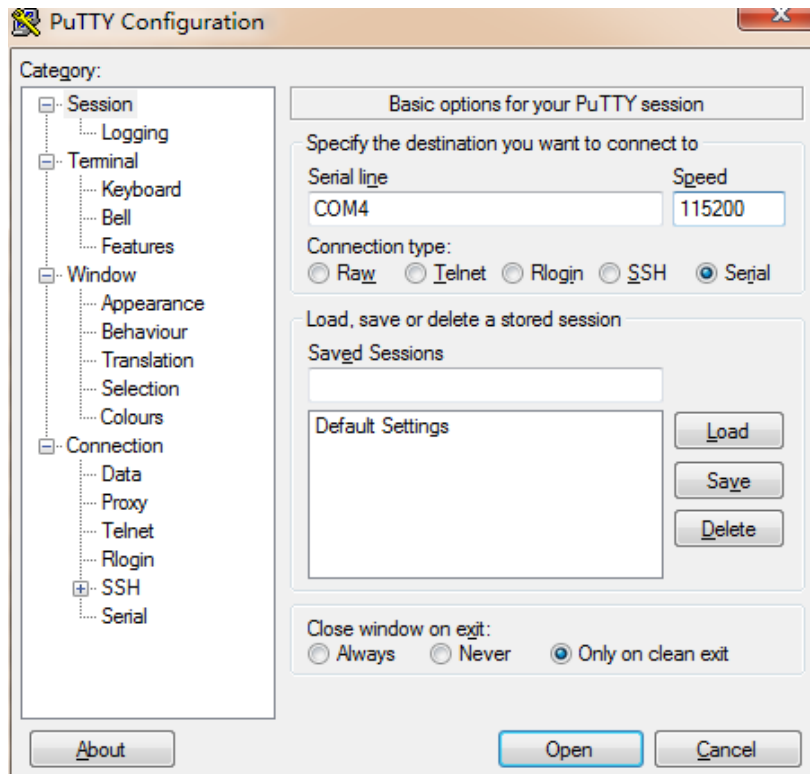 PuTTY Configuration
X
Category:
Session
Logging
Terminal
Keyboard
Bell
Features
Window
Appearance
Behaviour
Translation
Selection
Colours
Connection
Data
Proxy
Telnet
Rlogin
SSH
Serial
Basic options for your PuTTY session
Specify the destination you want to connect to
Serial line Speed
COM4 115200
Connection type:
Raw Telnet Rlogin SSH Serial
Load, save or delete a stored session
Saved Sessions
Default Settings
Load
Save
Delete
Close window on exit:
Always Never Only on clean exit
About Open Cancel